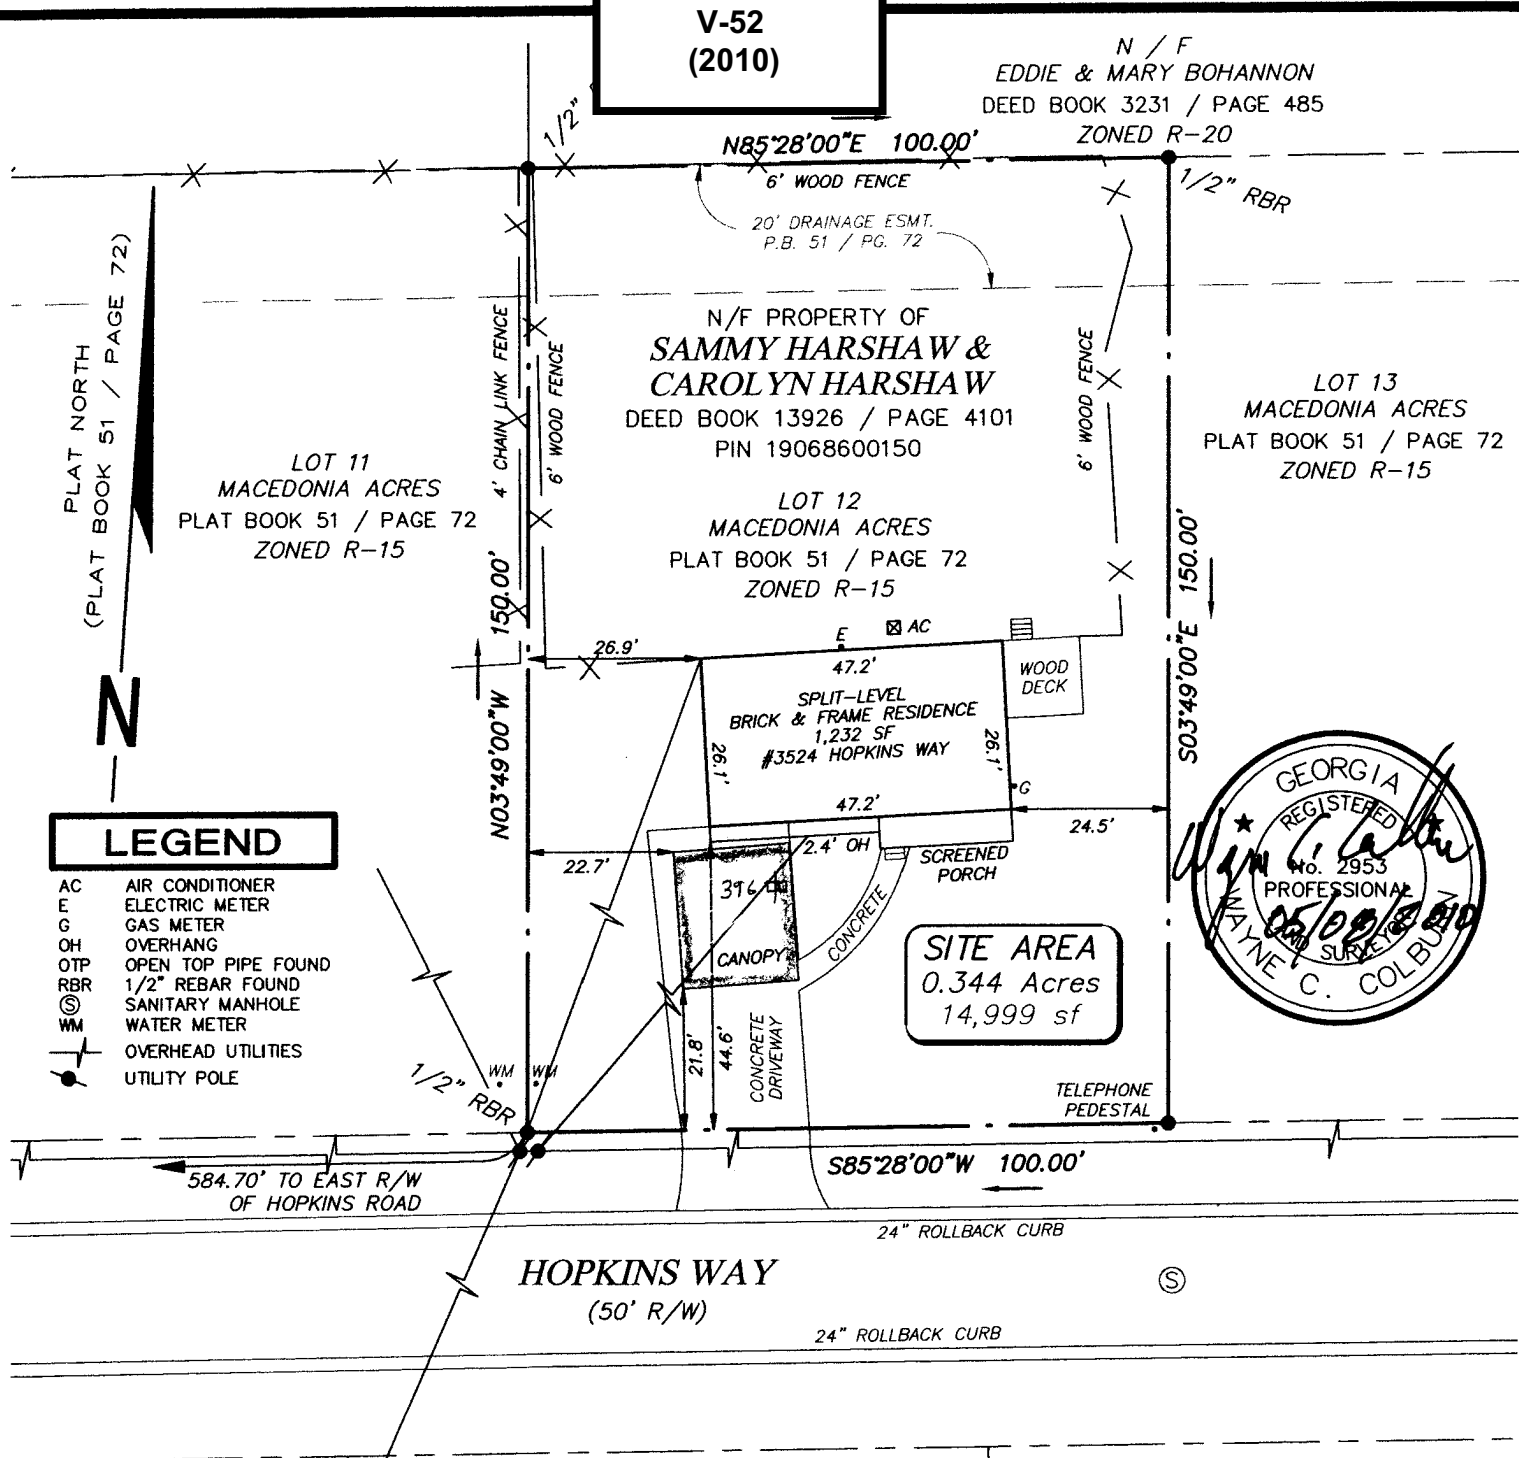 V-52
(2010)
N / F
EDDIE & MARY BOHANNON
DEED BOOK 3231 / PAGE 485
ZONED R-20
1/2"
N85°28'00"E 100.00'
6' WOOD FENCE
1/2" RBR
20' DRAINAGE ESMT.
P.B. 51 / PG. 72
PLAT NORTH
(PLAT BOOK 51 / PAGE 72)
N
4' CHAIN LINK FENCE
6' WOOD FENCE
N/F PROPERTY OF
SAMMY HARSHAW &
CAROLYN HARSHAW
DEED BOOK 13926 / PAGE 4101
PIN 19068600150
6' WOOD FENCE
LOT 13
MACEDONIA ACRES
PLAT BOOK 51 / PAGE 72
ZONED R-15
LOT 11
MACEDONIA ACRES
PLAT BOOK 51 / PAGE 72
ZONED R-15
LOT 12
MACEDONIA ACRES
PLAT BOOK 51 / PAGE 72
ZONED R-15
N03°49'00"W 150.00'
S03°49'00"E 150.00'
26.9'
E
AC
47.2'
WOOD
DECK
SPLIT-LEVEL
BRICK & FRAME RESIDENCE
1,232 SF
#3524 HOPKINS WAY
26.1'
26.1'
47.2'
G
24.5'
22.7'
2.4' OH
SCREENED
PORCH
396
CANOPY
CONCRETE
SITE AREA
0.344 Acres
14,999 sf
21.8'
44.6'
CONCRETE
DRIVEWAY
TELEPHONE
PEDESTAL
GEORGIA
REGISTERED
No. 2953
PROFESSIONAL
LAND SURVEYOR
WAYNE C. COLBURN
LEGEND
AC AIR CONDITIONER
E ELECTRIC METER
G GAS METER
OH OVERHANG
OTP OPEN TOP PIPE FOUND
RBR 1/2" REBAR FOUND
Ⓢ SANITARY MANHOLE
WM WATER METER
OVERHEAD UTILITIES
UTILITY POLE
1/2" RBR
WM WM
584.70' TO EAST R/W
OF HOPKINS ROAD
S85°28'00"W 100.00'
24" ROLLBACK CURB
HOPKINS WAY
(50' R/W)
Ⓢ
24" ROLLBACK CURB